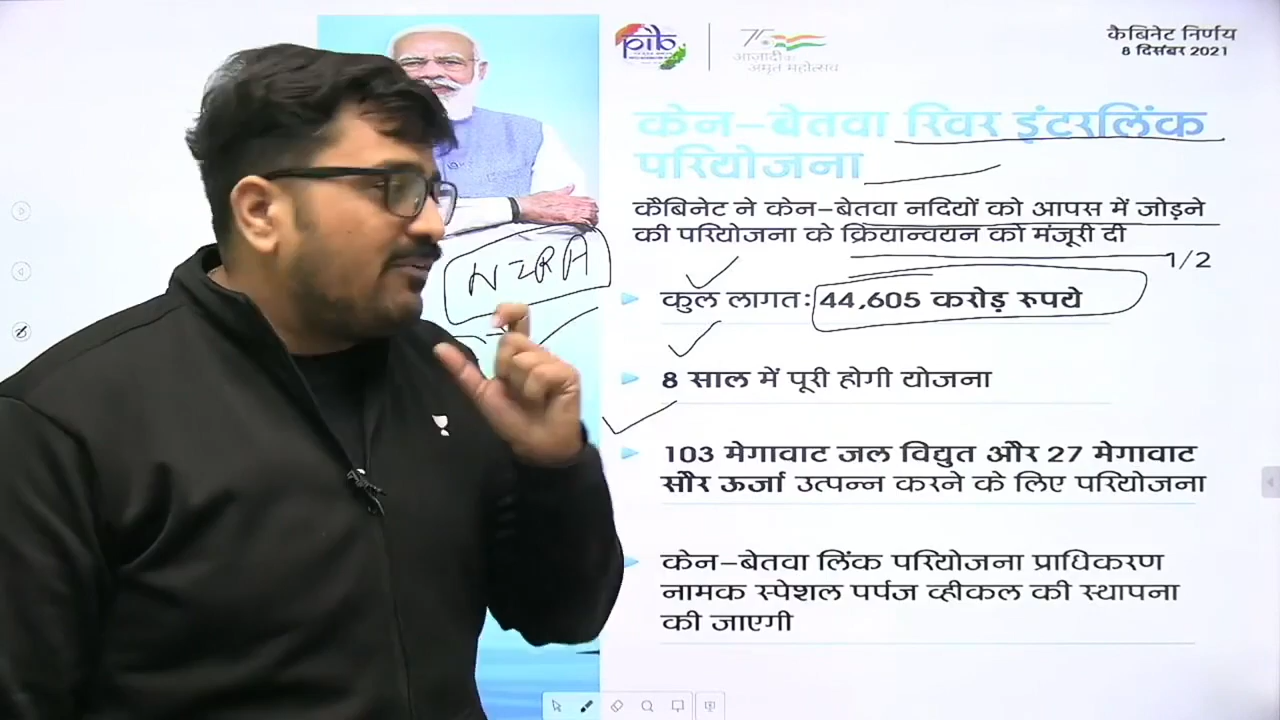 pib
75
आज़ादी का
अमृत महोत्सव
कैबिनेट निर्णय
8 दिसंबर 2021
केन-बेतवा रिवर इंटरलिंक
परियोजना
कैबिनेट ने केन-बेतवा नदियों को आपस में जोड़ने
की परियोजना के क्रियान्वयन को मंजूरी दी
1/2
कुल लागत: 44,605 करोड़ रुपये
8 साल में पूरी होगी योजना
103 मेगावाट जल विद्युत और 27 मेगावाट
सौर ऊर्जा उत्पन्न करने के लिए परियोजना
केन-बेतवा लिंक परियोजना प्राधिकरण
नामक स्पेशल पर्पज व्हीकल की स्थापना
की जाएगी